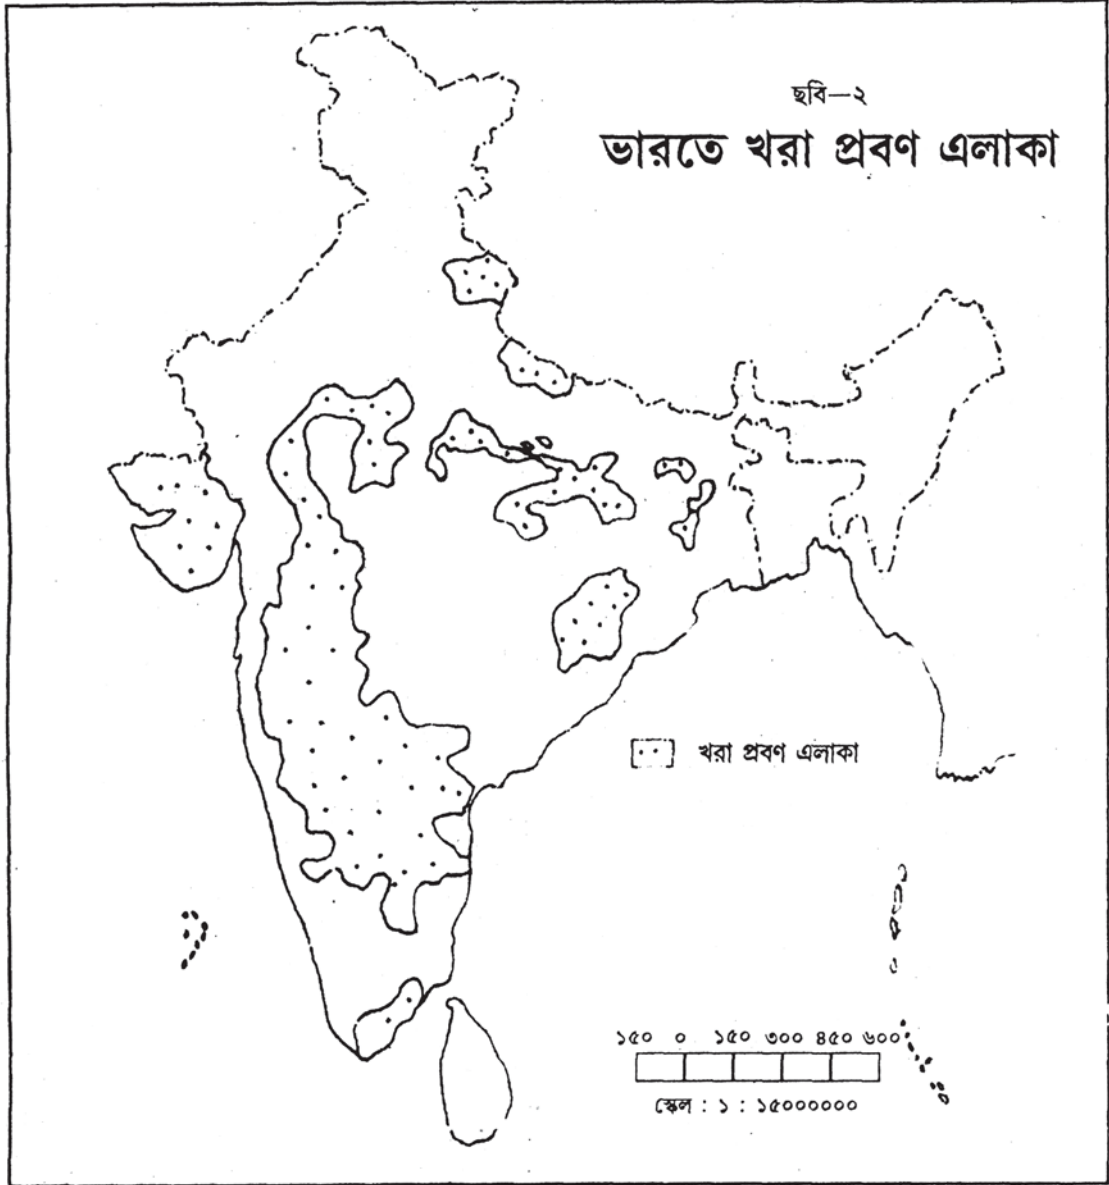 ছবি—২
ভারতে খরা প্রবণ এলাকা
খরা প্রবণ এলাকা
১৫০ ০ ১৫০ ৩০০ ৪৫০ ৬০০
স্কেল : ১ : ১৫০০০০০০